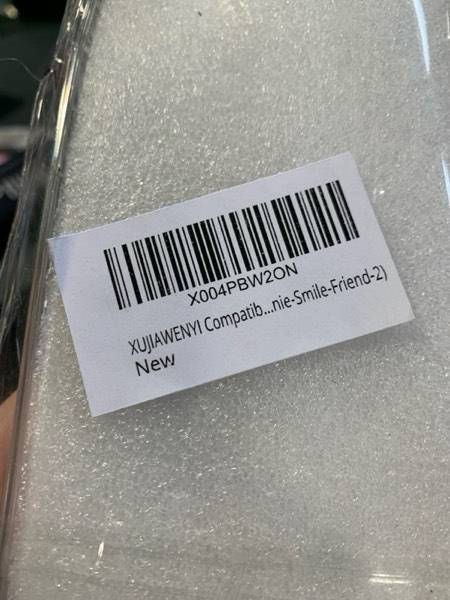 X004PBW2ON
XUJIAWENYI Compatib...nie-Smile-Friend-2)
New